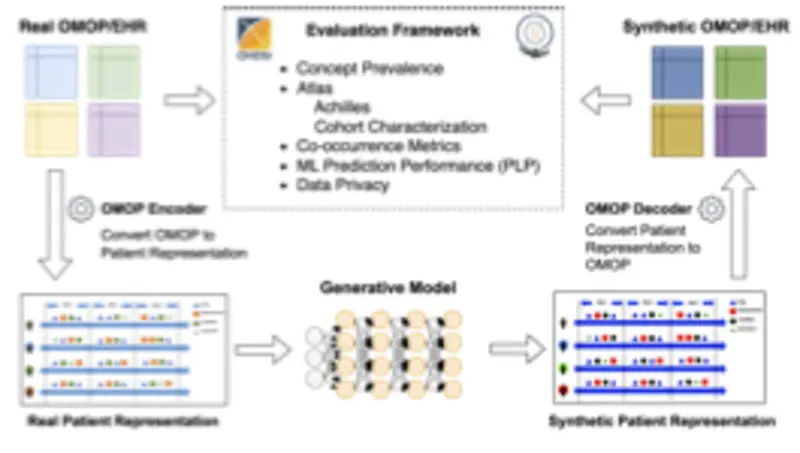 Real OMOP/EHR
Evaluation Framework
Synthetic OMOP/EHR
OHDSI
• Concept Prevalence
• Atlas
Achilles
Cohort Characterization
• Co-occurrence Metrics
• ML Prediction Performance (PLP)
• Data Privacy
OMOP Encoder
Convert OMOP to
Patient Representation
OMOP Decoder
Convert Patient
Representation to
OMOP
Generative Model
Real Patient Representation
Synthetic Patient Representation